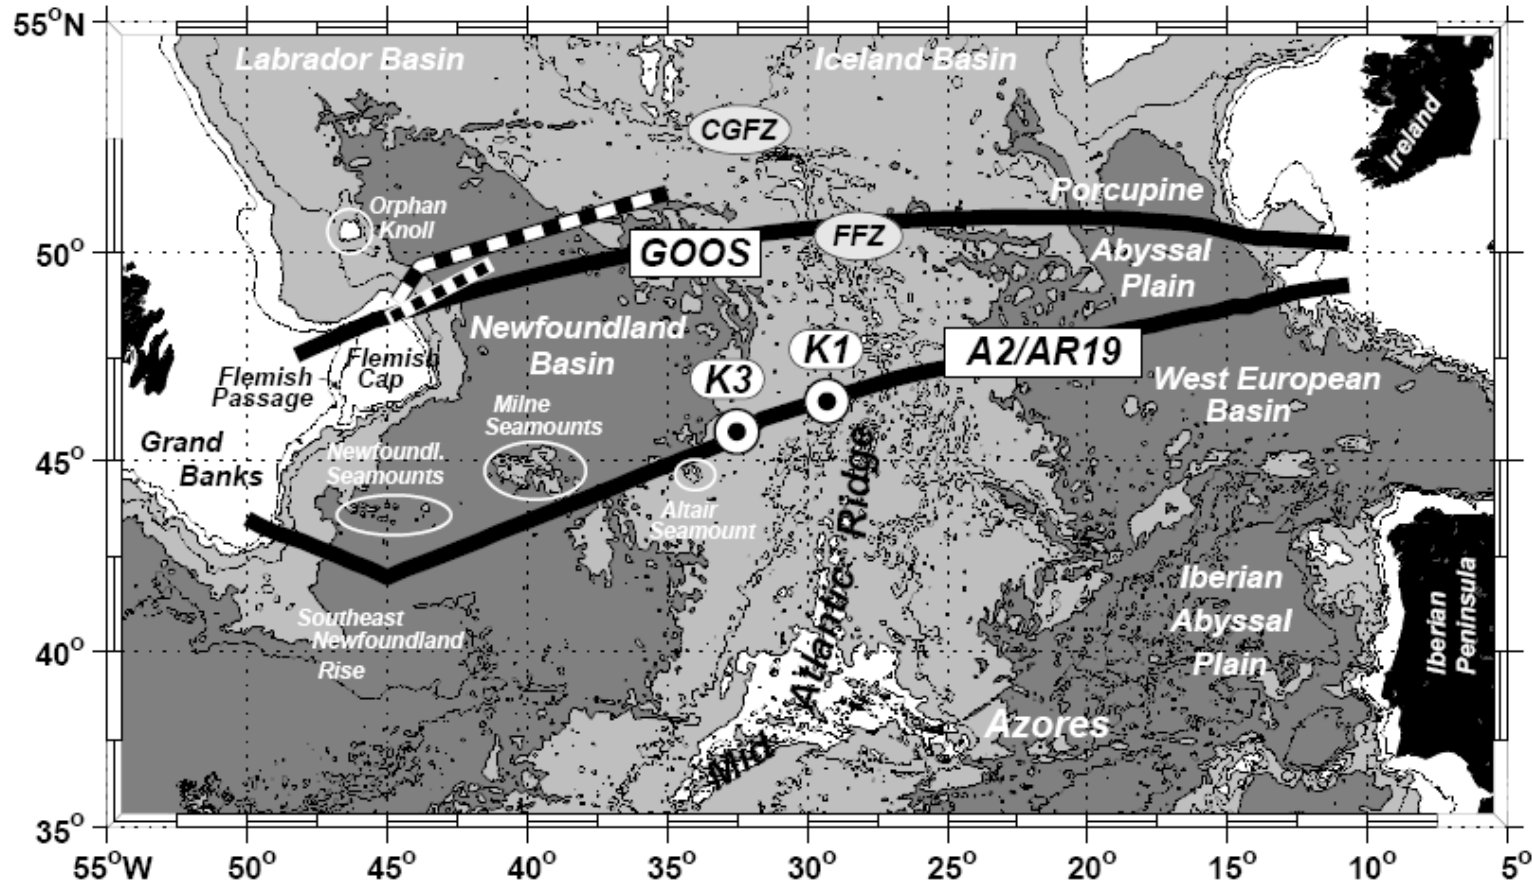 55°N
Labrador Basin
Iceland Basin
CGFZ
Ireland
Orphan
Knoll
Porcupine
50°
GOOS
FFZ
Abyssal
Plain
Newfoundland
Basin
Flemish
Cap
Flemish
Passage
K1
K3
A2/AR19
West European
Basin
Milne
Seamounts
Grand
Banks
45°
Newfoundl.
Seamounts
Altair
Seamount
Mid Atlantic Ridge
Iberian
Abyssal
Plain
Iberian
Peninsula
Southeast
Newfoundland
Rise
40°
Azores
35°
55°W 50° 45° 40° 35° 30° 25° 20° 15° 10° 5°